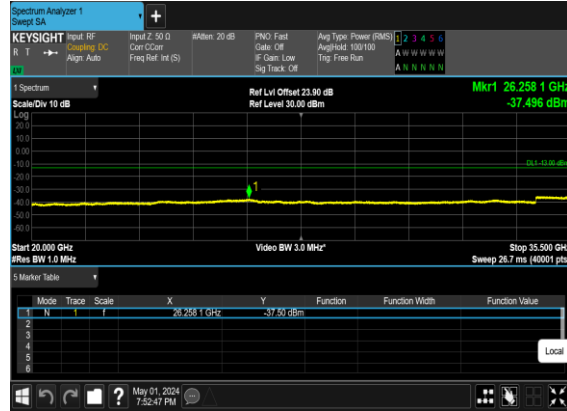 Spectrum Analyzer 1
Swept SA
+
KEYSIGHT Input: RF Input Z: 50 Ω #Atten: 20 dB PNO: Fast Avg Type: Power (RMS) 1 2 3 4 5 6
R T Coupling: DC Corr CCorr Gate: Off Avg|Hold: 100/100 A W W W W W
Align: Auto Freq Ref: Int (S) IF Gain: Low Trig: Free Run
LW Sig Track: Off A N N N N N
1 Spectrum Ref Lvl Offset 23.90 dB Mkr1 26.258 1 GHz
Scale/Div 10 dB Ref Level 30.00 dBm -37.496 dBm
Log
20.0
10.0
0.00
-10.0
DL1 -13.00 dBm
-20.0
-30.0
1
-40.0
-50.0
-60.0
Start 20.000 GHz Video BW 3.0 MHz* Stop 35.500 GHz
#Res BW 1.0 MHz Sweep 26.7 ms (40001 pts)
5 Marker Table
Mode Trace Scale X Y Function Function Width Function Value
1 N 1 f 26.258 1 GHz -37.50 dBm
2
3
4
5
6
Local
? May 01, 2024
7:52:47 PM